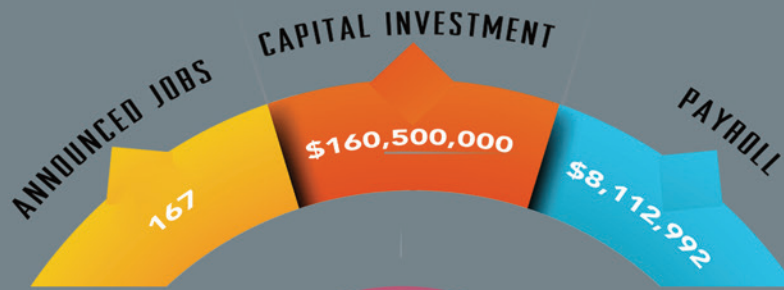 ANNOUNCED JOBS
167
CAPITAL INVESTMENT
$160,500,000
PAYROLL
$8,112,992